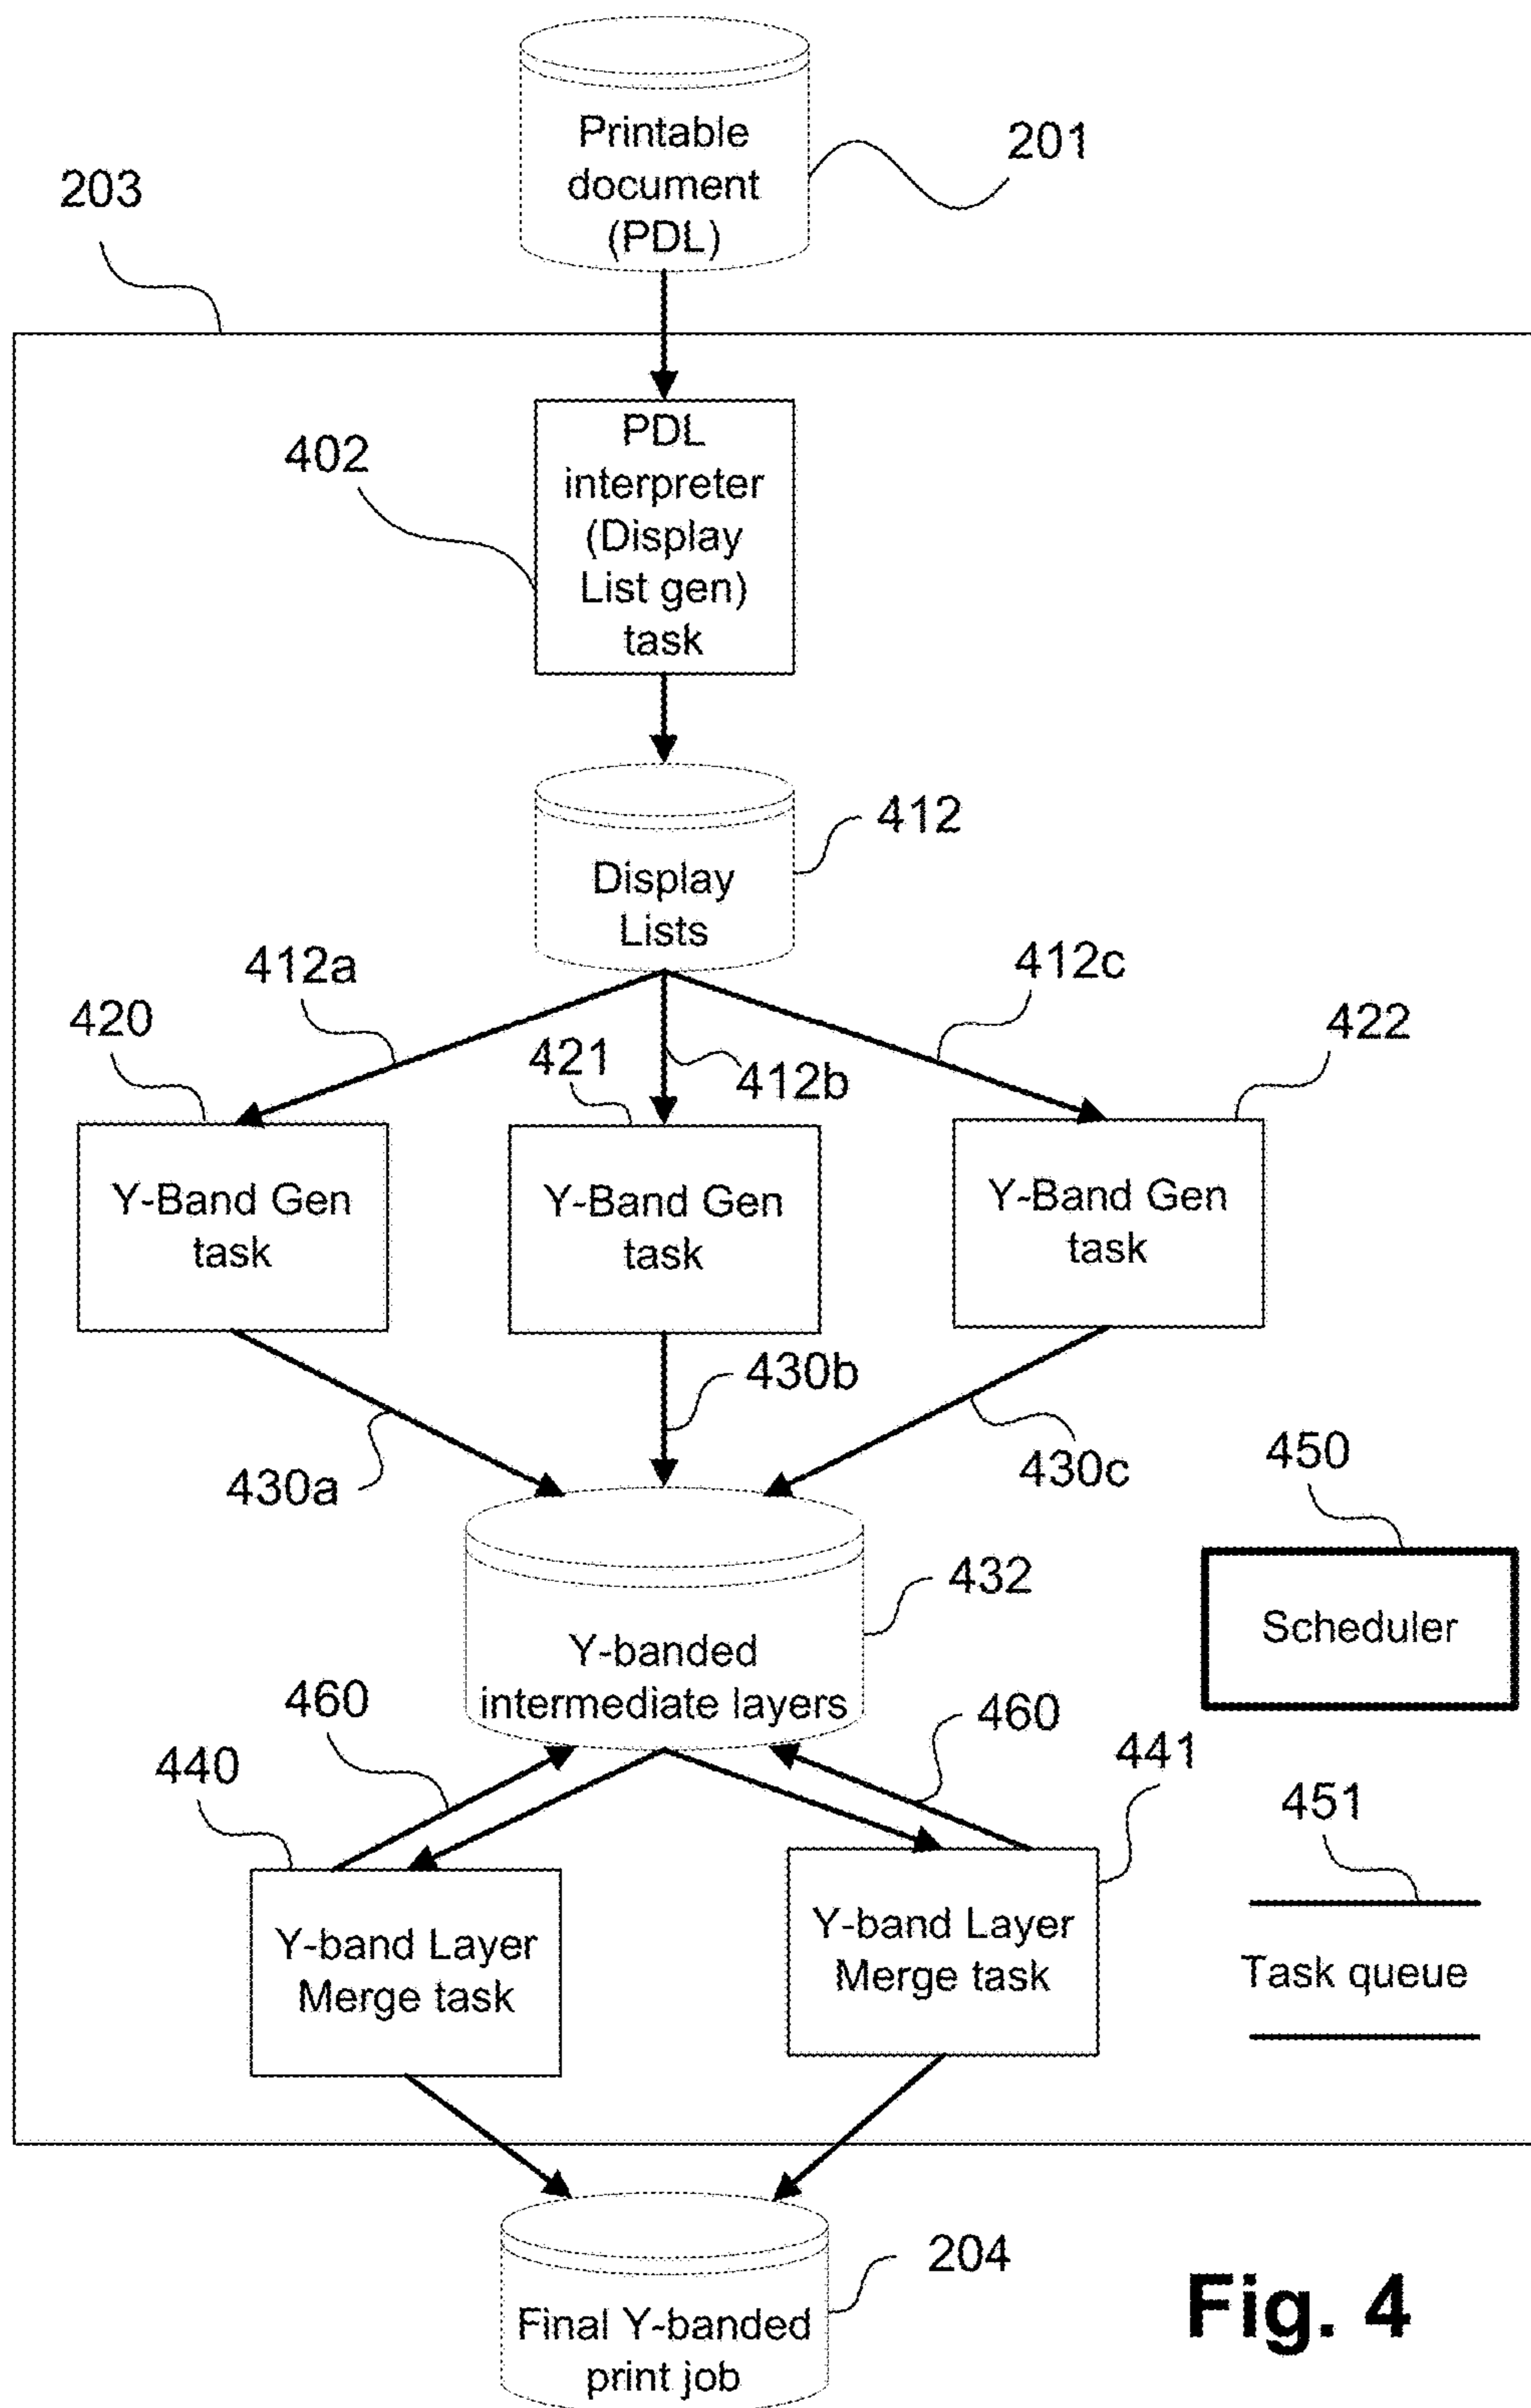 Printable
document
(PDL)
201
203
402
PDL
interpreter
(Display
List gen)
task
412
Display
Lists
412a
412c
420
421
412b
422
Y-Band Gen
task
Y-Band Gen
task
Y-Band Gen
task
430a
430b
430c
450
432
Scheduler
Y-banded
intermediate layers
460
460
440
441
451
Y-band Layer
Merge task
Y-band Layer
Merge task
Task queue
204
Final Y-banded
print job
Fig. 4